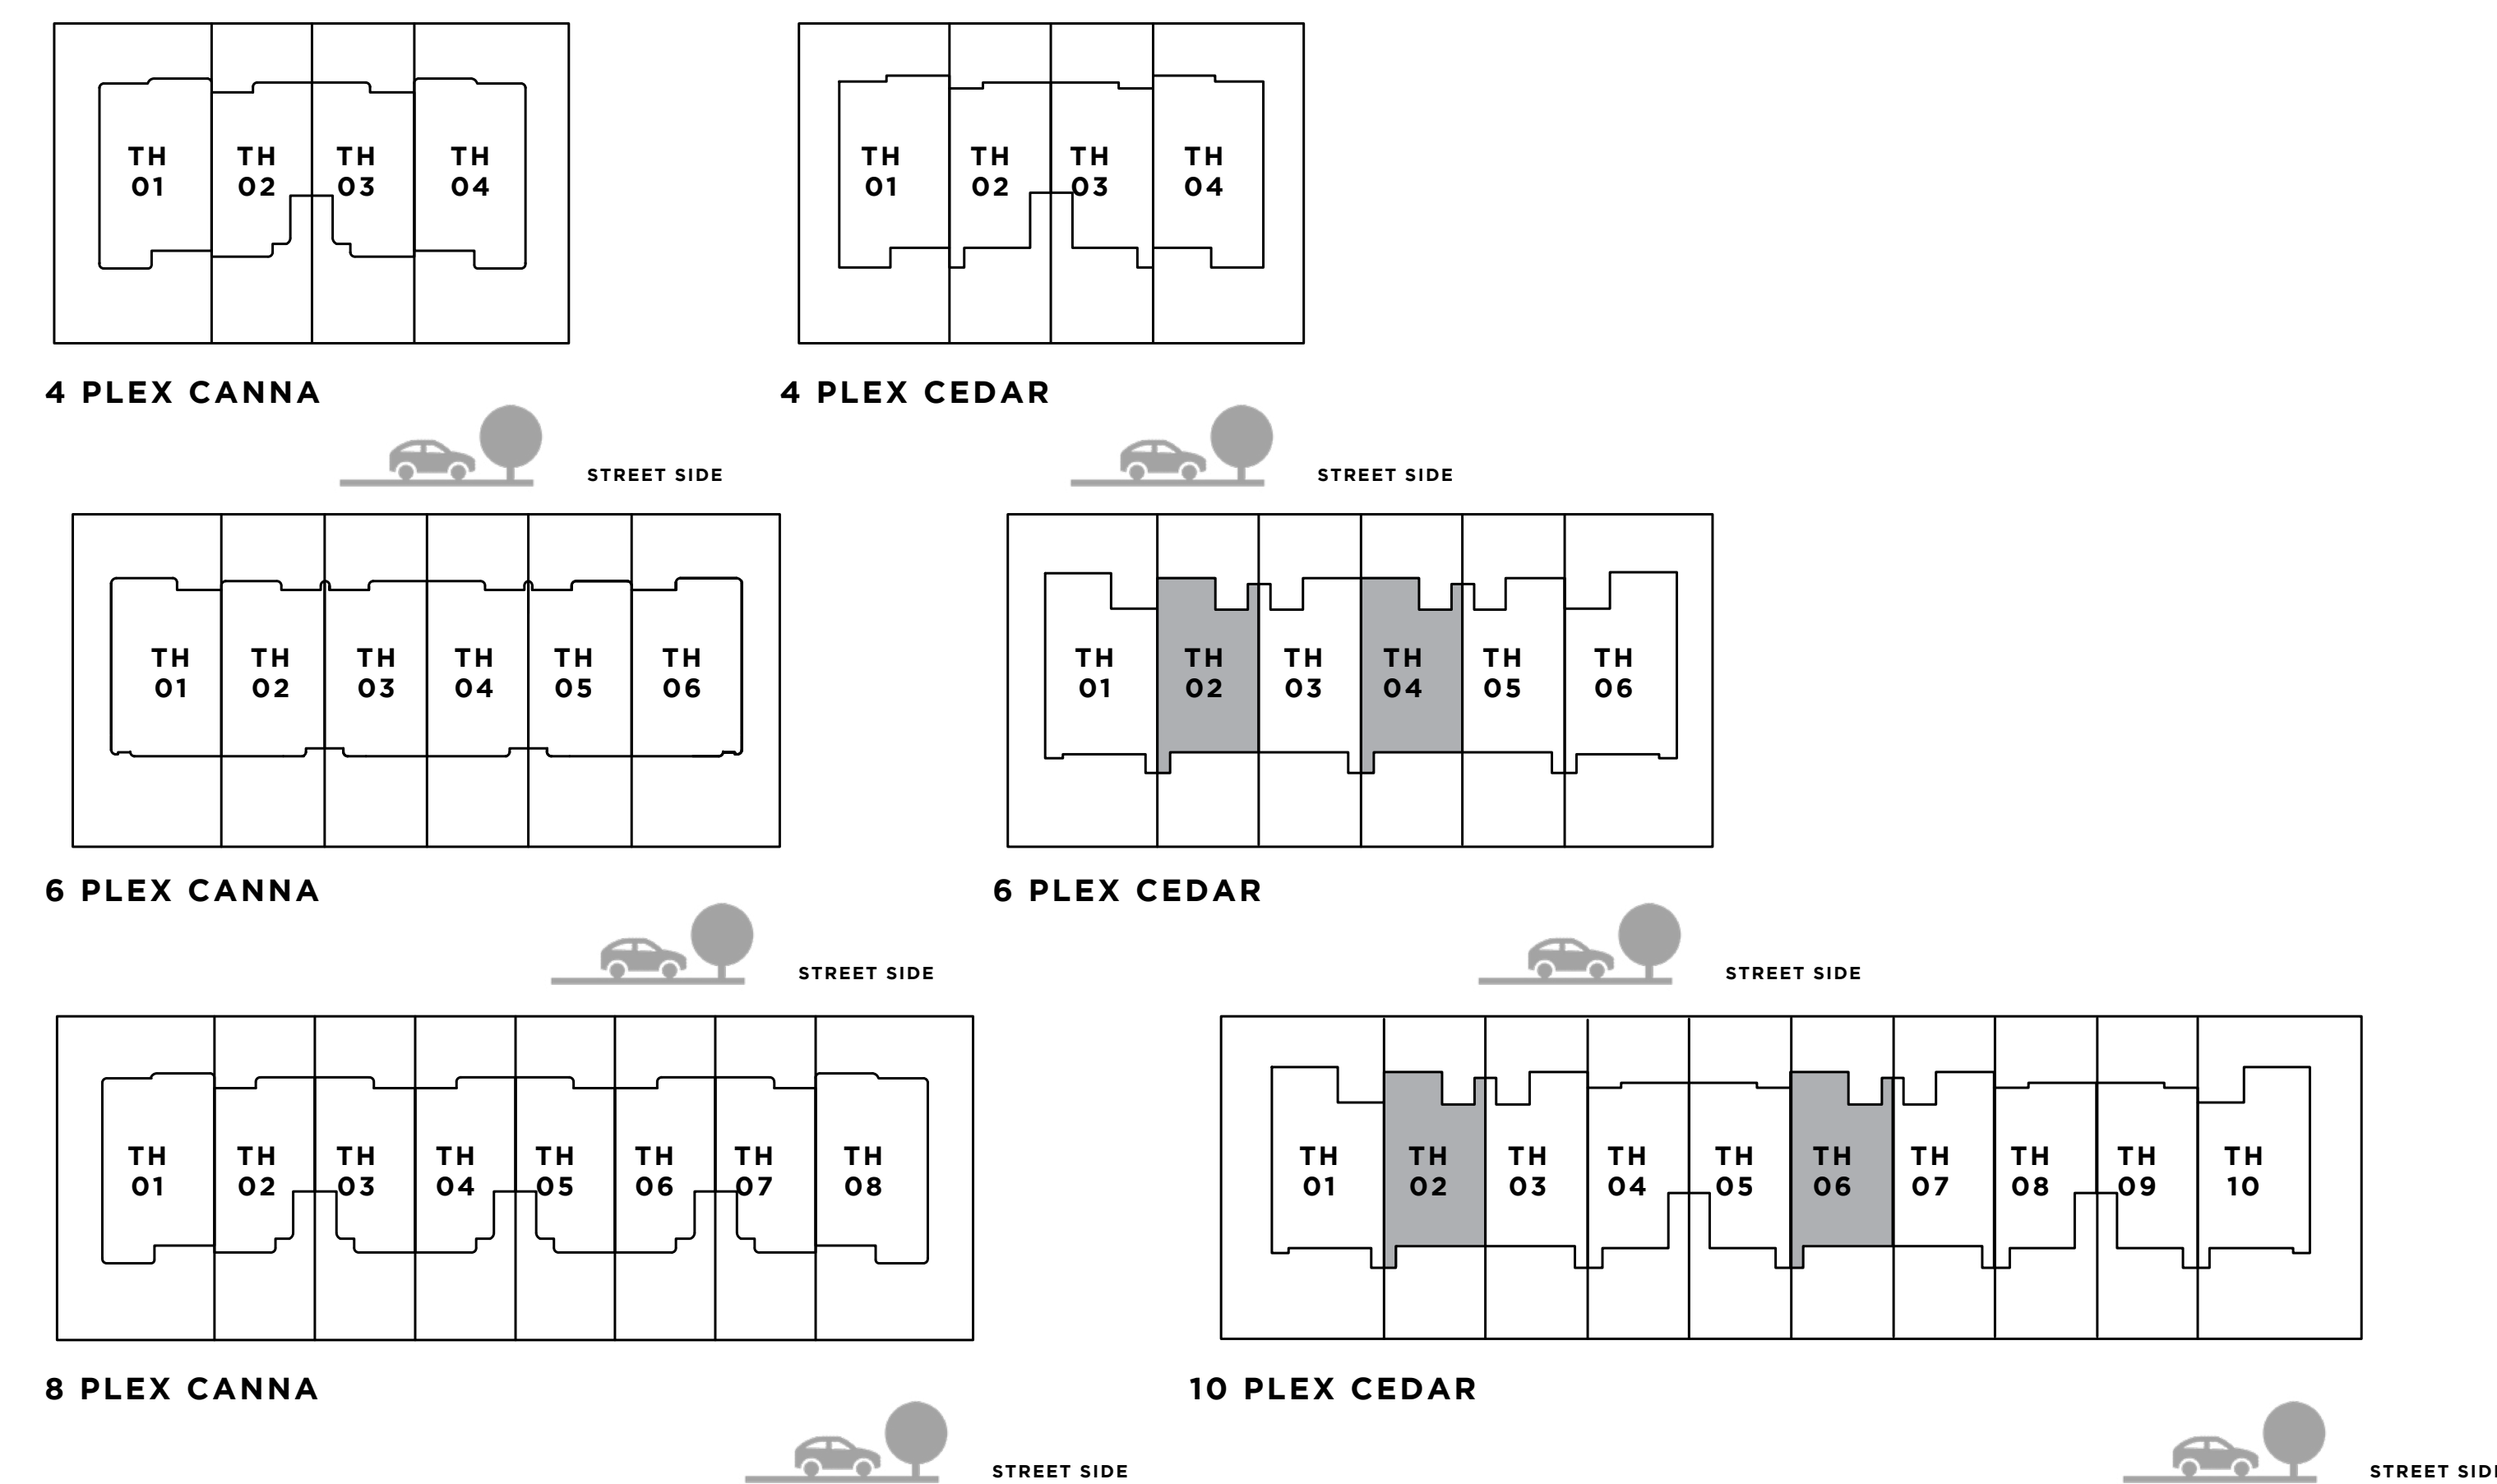 TH TH TH TH
01 02 03 04
4 PLEX CANNA
STREET SIDE
TH TH TH TH
01 02 03 04
4 PLEX CEDAR
STREET SIDE
TH TH TH TH TH TH
01 02 03 04 05 06
6 PLEX CANNA
STREET SIDE
TH TH TH TH TH TH
01 02 03 04 05 06
6 PLEX CEDAR
STREET SIDE
TH TH TH TH TH TH TH TH
01 02 03 04 05 06 07 08
8 PLEX CANNA
STREET SIDE
TH TH TH TH TH TH TH TH TH TH
01 02 03 04 05 06 07 08 09 10
10 PLEX CEDAR
STREET SID